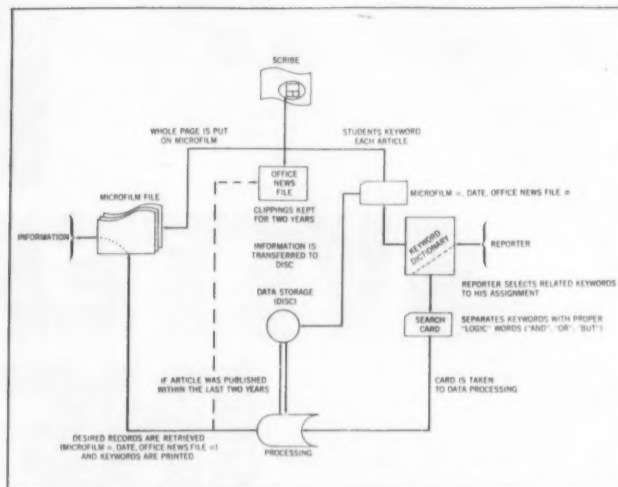 SCRIBE
WHOLE PAGE IS PUT
ON MICROFILM
STUDENTS KEYWORD
EACH ARTICLE
OFFICE
NEWS
FILE
MICROFILM FILE
MICROFILM =, DATE, OFFICE NEWS FILE =
CLIPPINGS KEPT
FOR TWO YEARS
INFORMATION
KEYWORD
DICTIONARY
REPORTER
INFORMATION IS
TRANSFERRED TO
DISC
REPORTER SELECTS RELATED KEYWORDS
TO HIS ASSIGNMENT
DATA STORAGE
(DISC)
SEARCH
CARD
SEPARATES KEYWORDS WITH PROPER
"LOGIC" WORDS ("AND", "OR", "BUT")
IF ARTICLE WAS PUBLISHED
WITHIN THE LAST TWO YEARS
CARD IS TAKEN
TO DATA PROCESSING
DESIRED RECORDS ARE RETRIEVED
(MICROFILM =, DATE, OFFICE NEWS FILE =)
AND KEYWORDS ARE PRINTED
PROCESSING